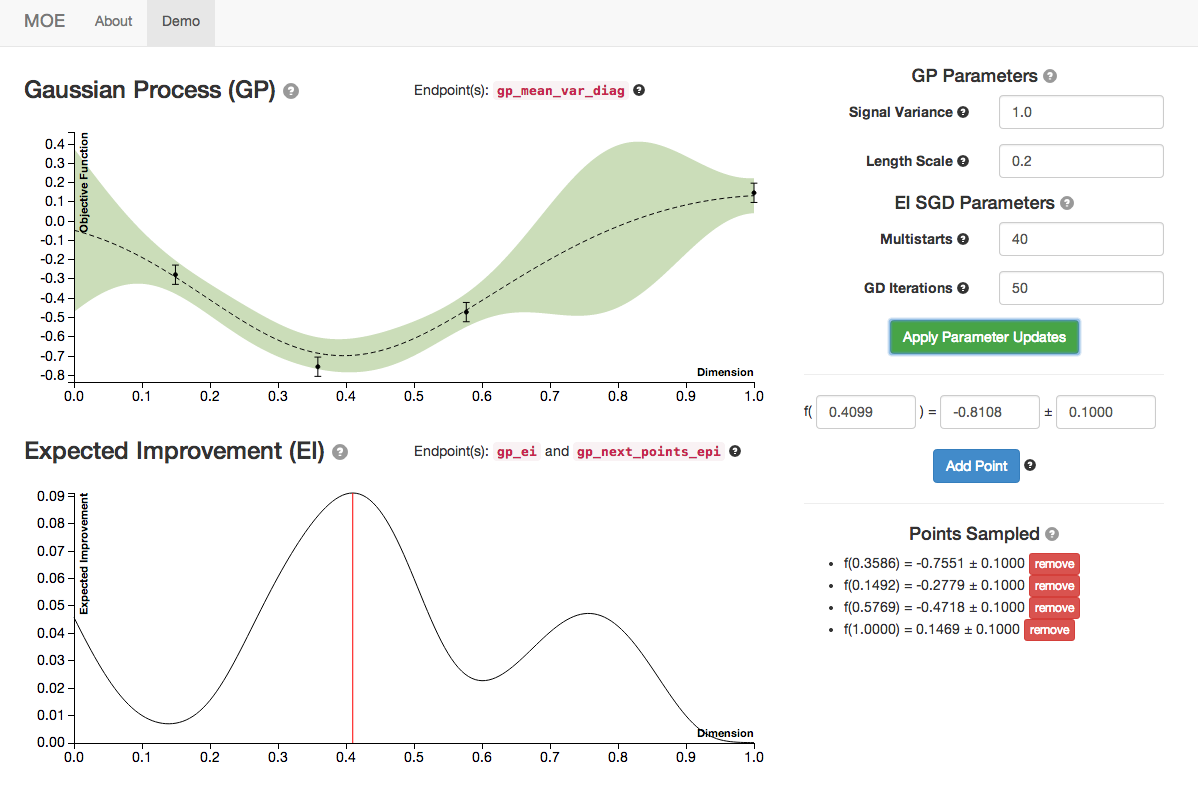 MOE About Demo
Gaussian Process (GP) ?
Endpoint(s): gp_mean_var_diag ?
Objective Function
0.4
0.3
0.2
0.1
0.0
-0.1
-0.2
-0.3
-0.4
-0.5
-0.6
-0.7
-0.8
Dimension
0.0 0.1 0.2 0.3 0.4 0.5 0.6 0.7 0.8 0.9 1.0
Expected Improvement (EI) ?
Endpoint(s): gp_ei and gp_next_points_epi ?
Expected Improvement
0.09
0.08
0.07
0.06
0.05
0.04
0.03
0.02
0.01
0.00
Dimension
0.0 0.1 0.2 0.3 0.4 0.5 0.6 0.7 0.8 0.9 1.0
GP Parameters ?
Signal Variance ? 1.0
Length Scale ? 0.2
EI SGD Parameters ?
Multistarts ? 40
GD Iterations ? 50
Apply Parameter Updates
f( 0.4099 ) = -0.8108 ± 0.1000
Add Point ?
Points Sampled ?
• f(0.3586) = -0.7551 ± 0.1000 remove
• f(0.1492) = -0.2779 ± 0.1000 remove
• f(0.5769) = -0.4718 ± 0.1000 remove
• f(1.0000) = 0.1469 ± 0.1000 remove